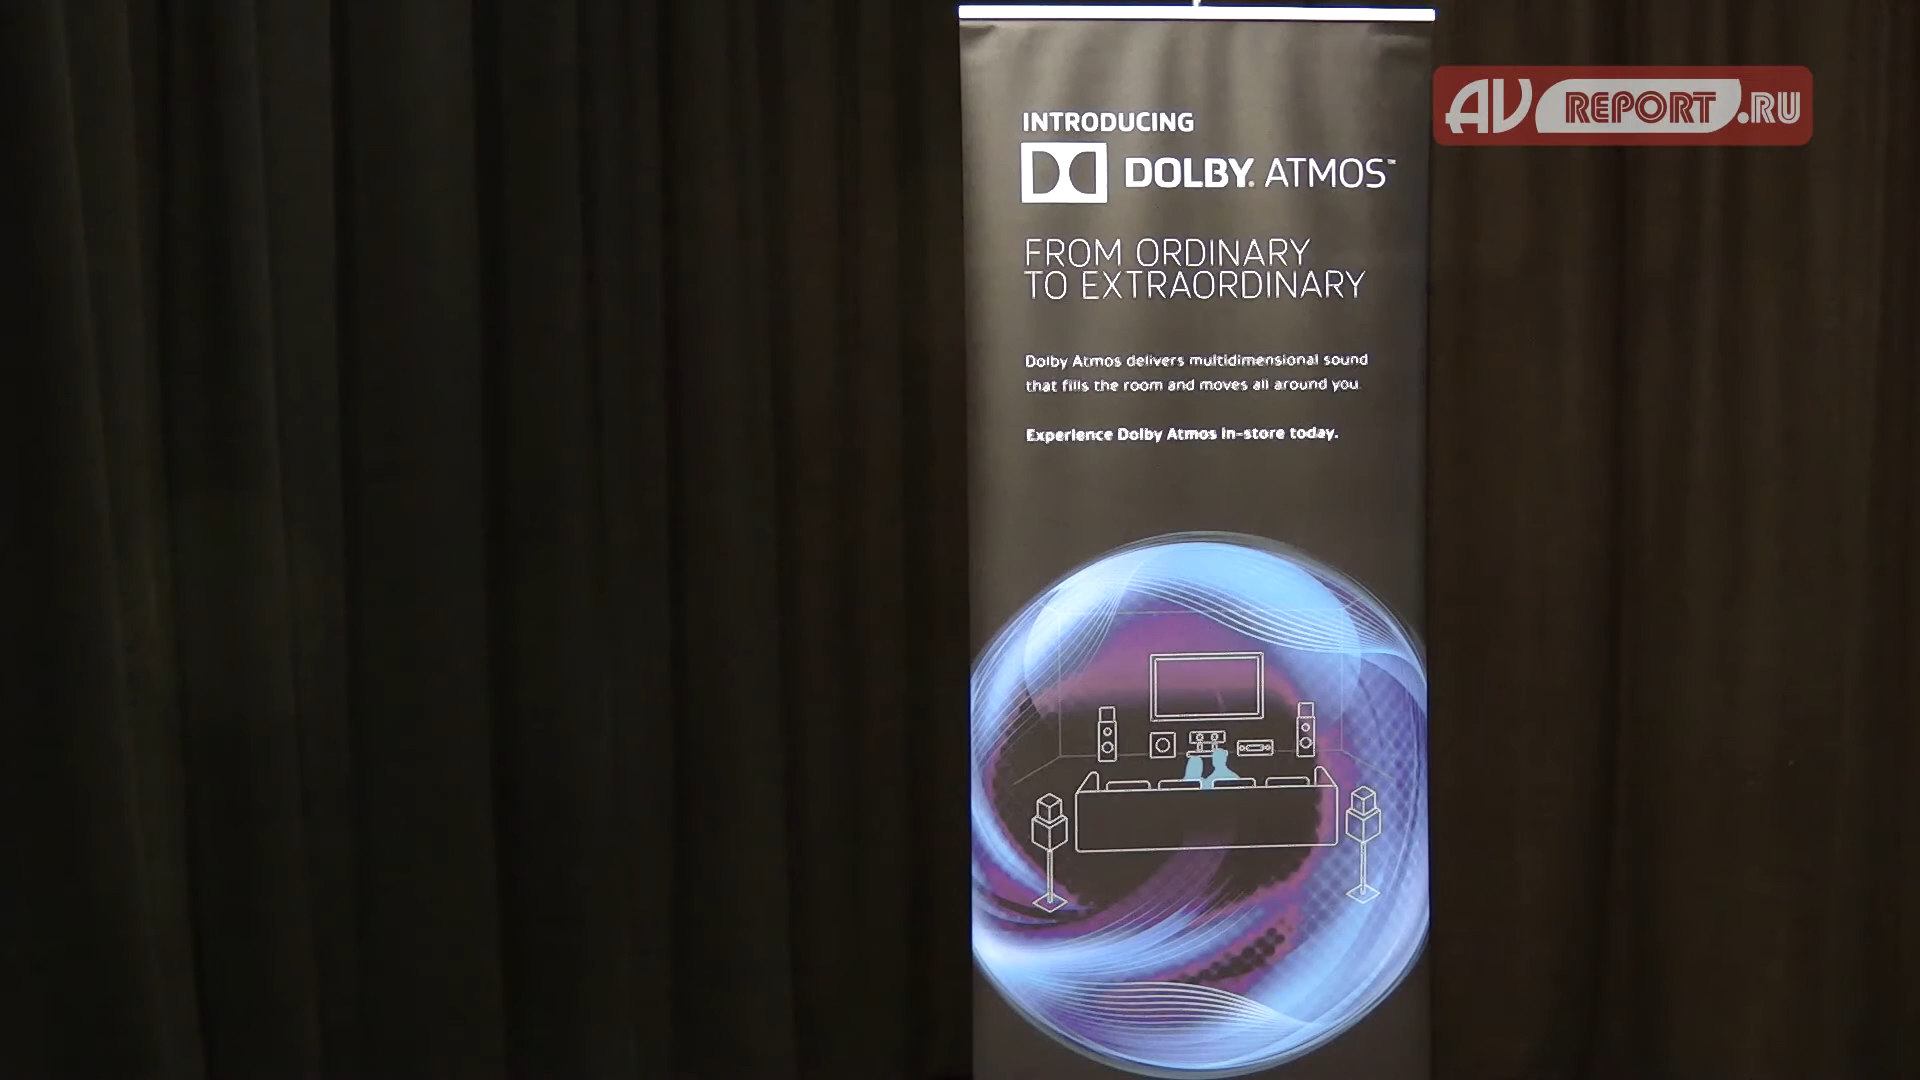 INTRODUCING
DOLBY. ATMOS™
FROM ORDINARY
TO EXTRAORDINARY
Dolby Atmos delivers multidimensional sound
that fills the room and moves all around you.
Experience Dolby Atmos in-store today.
AV REPORT.RU